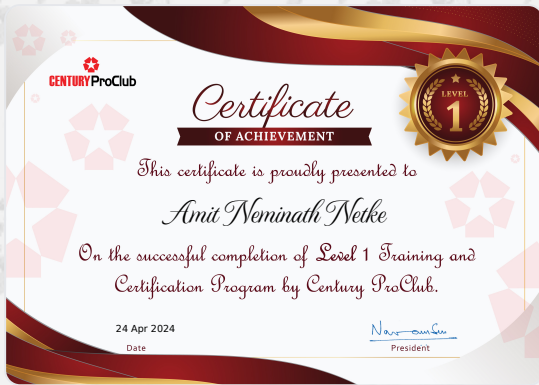 CENTURY ProClub
Certificate
OF ACHIEVEMENT
LEVEL
1
This certificate is proudly presented to
Amit Neminath Netke
On the successful completion of Level 1 Training and
Certification Program by Century ProClub.
24 Apr 2024
Date
President